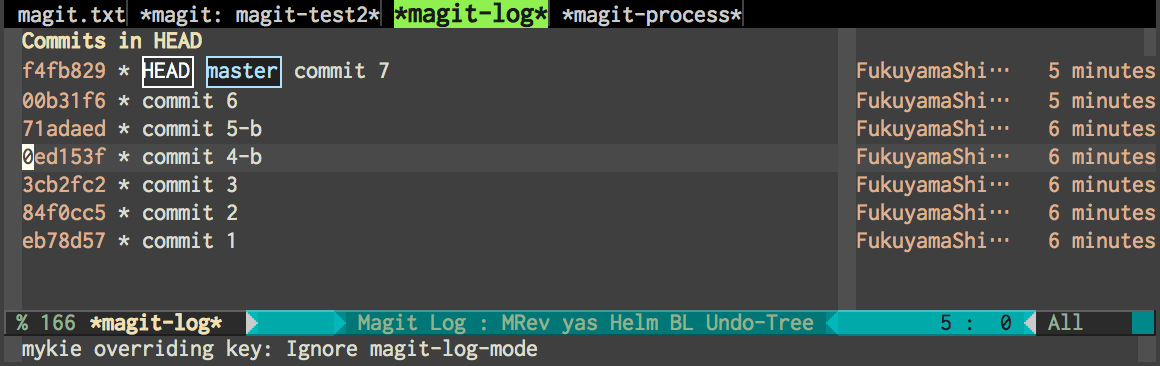 magit.txt *magit: magit-test2* *magit-log* *magit-process*
Commits in HEAD
f4fb829 * HEAD master commit 7 FukuyamaShi… 5 minutes
00b31f6 * commit 6 FukuyamaShi… 5 minutes
71adaed * commit 5-b FukuyamaShi… 6 minutes
0ed153f * commit 4-b FukuyamaShi… 6 minutes
3cb2fc2 * commit 3 FukuyamaShi… 6 minutes
84f0cc5 * commit 2 FukuyamaShi… 6 minutes
eb78d57 * commit 1 FukuyamaShi… 6 minutes
% 166 *magit-log* Magit Log : MRev yas Helm BL Undo-Tree 5 : 0 All
mykie overriding key: Ignore magit-log-mode